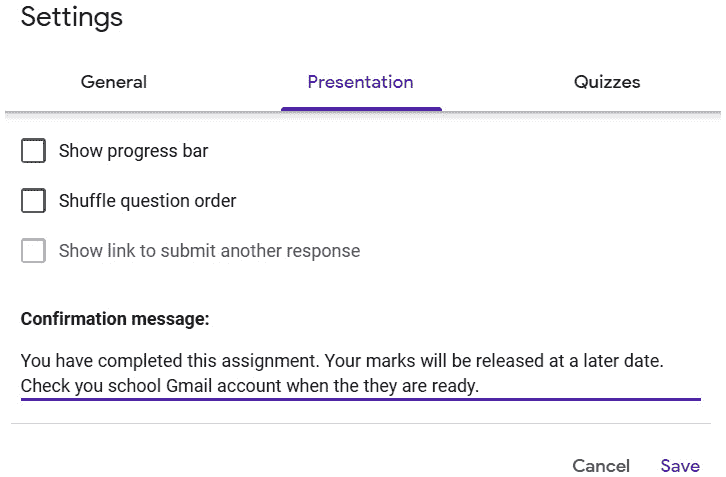 Settings
General Presentation Quizzes
Show progress bar
Shuffle question order
Show link to submit another response
Confirmation message:
You have completed this assignment. Your marks will be released at a later date.
Check you school Gmail account when the they are ready.
Cancel Save